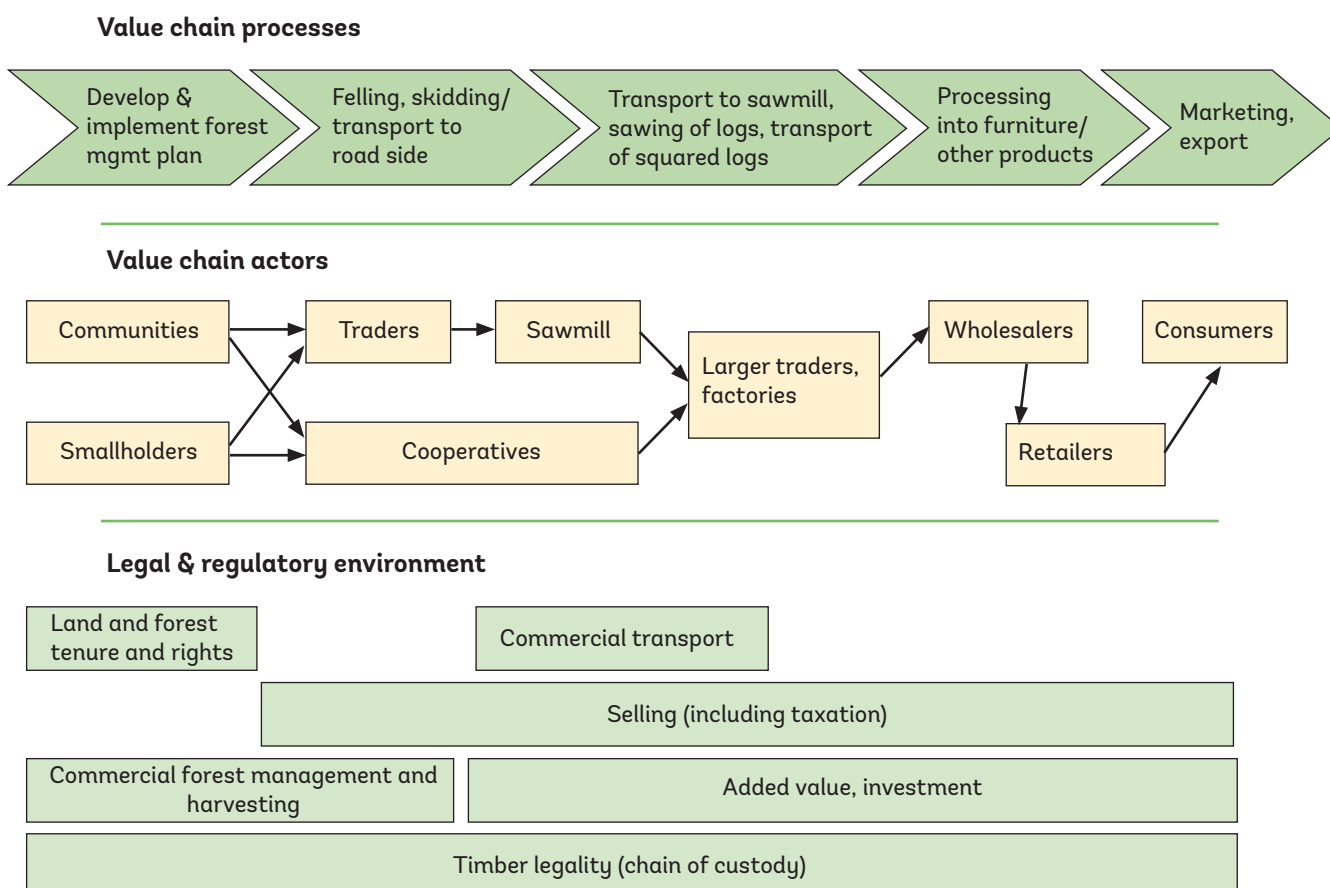 Value chain processes
Develop &
implement forest
mgmt plan
Felling, skidding/
transport to
road side
Transport to sawmill,
sawing of logs, transport
of squared logs
Processing
into furniture/
other products
Marketing,
export
Value chain actors
Communities
Traders
Sawmill
Larger traders,
factories
Wholesalers
Consumers
Smallholders
Cooperatives
Retailers
Legal & regulatory environment
Land and forest
tenure and rights
Commercial transport
Selling (including taxation)
Commercial forest management and
harvesting
Added value, investment
Timber legality (chain of custody)